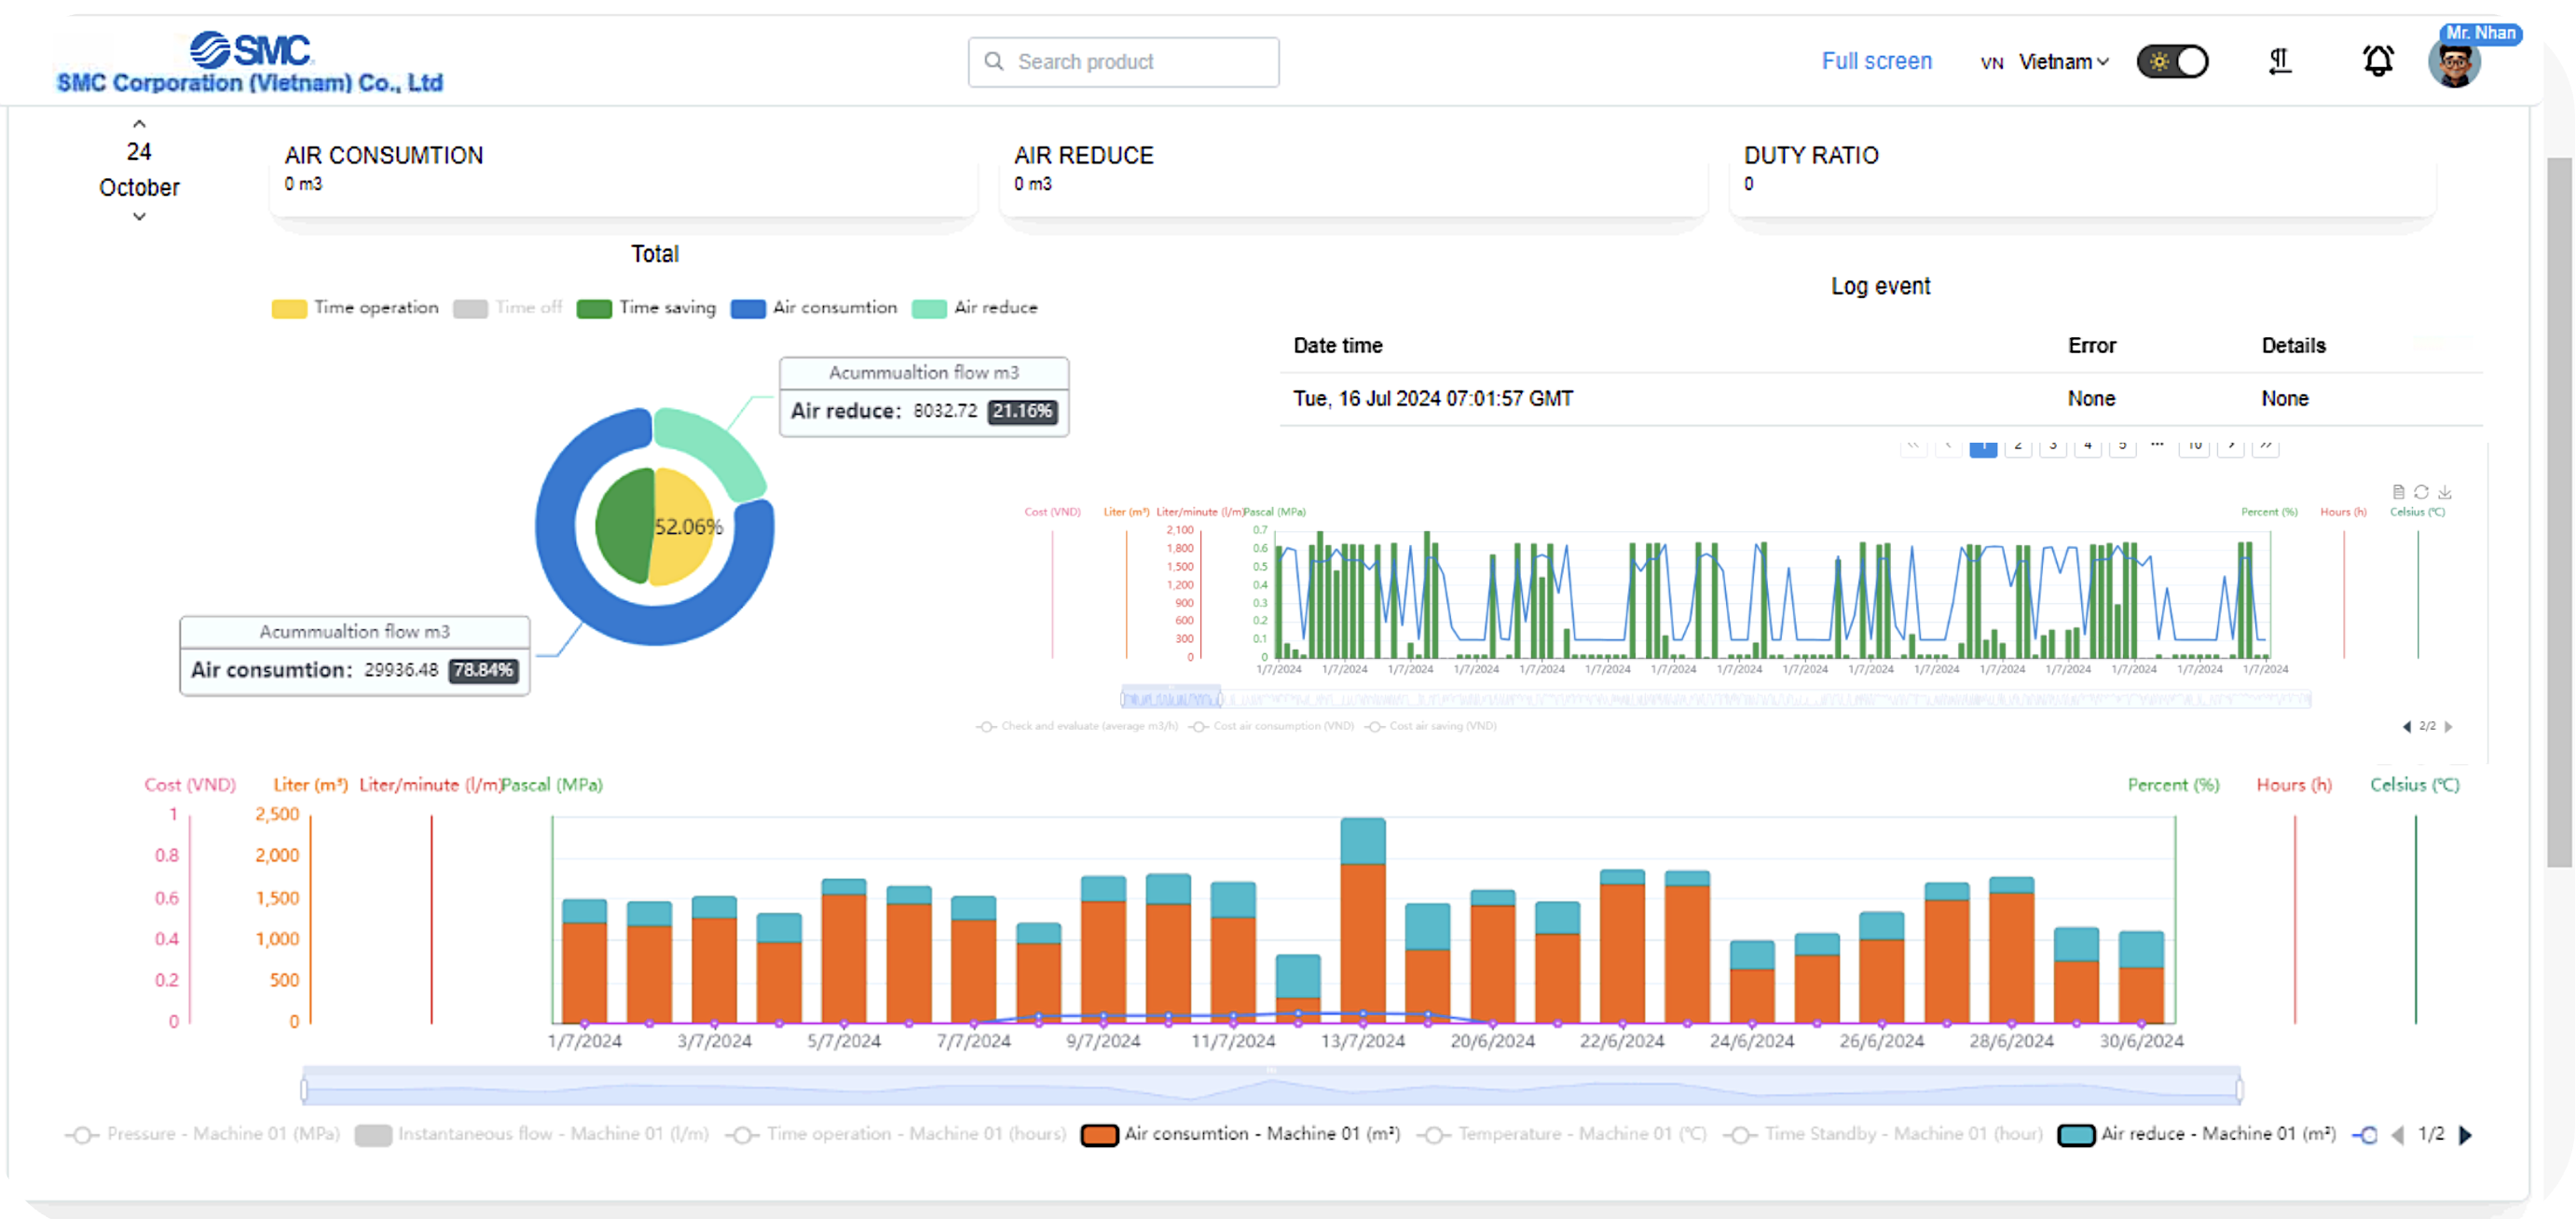 SMC
SMC Corporation (Vietnam) Co., Ltd
Search product
Full screen
VN Vietnam
Mr. Nhan
24
October
AIR CONSUMTION
0 m3
AIR REDUCE
0 m3
DUTY RATIO
0
Total
Time operation Time off Time saving Air consumtion Air reduce
Acummualtion flow m3
Air reduce: 8032.72 21.16%
52.06%
Acummualtion flow m3
Air consumtion: 29936.48 78.84%
Log event
Date time Error Details
Tue, 16 Jul 2024 07:01:57 GMT None None
1 2 3 4 5 ... 10
Cost (VND) Liter (m³) Liter/minute (l/m) Pascal (MPa) Percent (%) Hours (h) Celsius (℃)
2,100 0.7
1,800 0.6
1,500 0.5
1,200 0.4
900 0.3
600 0.2
300 0.1
0 0
1/7/2024 1/7/2024 1/7/2024 1/7/2024 1/7/2024 1/7/2024 1/7/2024 1/7/2024 1/7/2024 1/7/2024 1/7/2024 1/7/2024 1/7/2024 1/7/2024 1/7/2024 1/7/2024
Check and evaluate (average m3/h) Cost air consumption (VND) Cost air saving (VND) 2/2
Cost (VND) Liter (m³) Liter/minute (l/m) Pascal (MPa) Percent (%) Hours (h) Celsius (℃)
1 2,500
0.8 2,000
0.6 1,500
0.4 1,000
0.2 500
0 0
1/7/2024 3/7/2024 5/7/2024 7/7/2024 9/7/2024 11/7/2024 13/7/2024 20/6/2024 22/6/2024 24/6/2024 26/6/2024 28/6/2024 30/6/2024
Pressure - Machine 01 (MPa) Instantaneous flow - Machine 01 (l/m) Time operation - Machine 01 (hours) Air consumtion - Machine 01 (m³) Temperature - Machine 01 (℃) Time Standby - Machine 01 (hour) Air reduce - Machine 01 (m³) 1/2